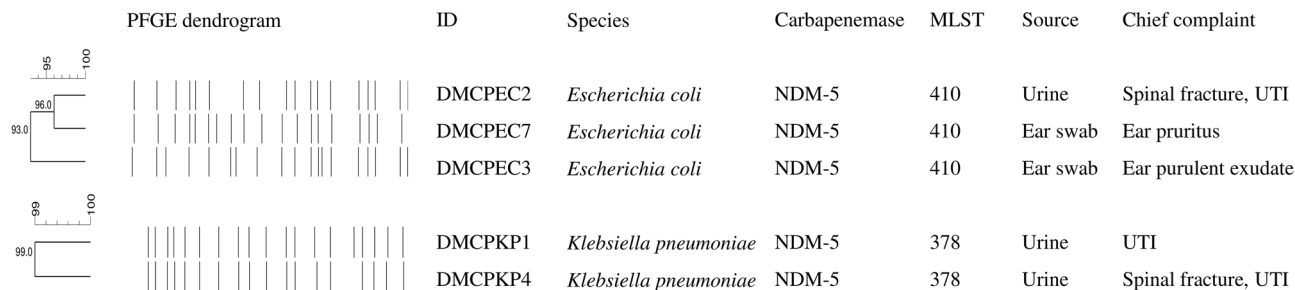 PFGE dendrogram ID Species Carbapenemase MLST Source Chief complaint
95 100
96.0 DMCPEC2 Escherichia coli NDM-5 410 Urine Spinal fracture, UTI
93.0 DMCPEC7 Escherichia coli NDM-5 410 Ear swab Ear pruritus
DMCPEC3 Escherichia coli NDM-5 410 Ear swab Ear purulent exudate
99 100
99.0 DMCPKP1 Klebsiella pneumoniae NDM-5 378 Urine UTI
DMCPKP4 Klebsiella pneumoniae NDM-5 378 Urine Spinal fracture, UTI